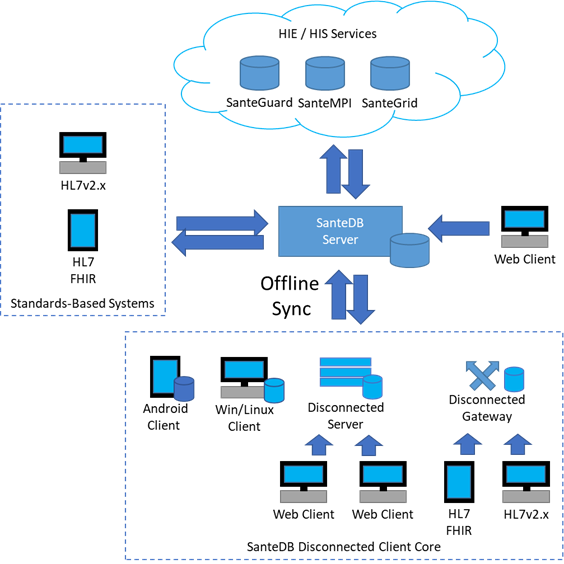 HIE / HIS Services
SanteGuard SanteMPI SanteGrid
HL7v2.x
HL7
FHIR
Standards-Based Systems
SanteDB
Server
Web Client
Offline
Sync
Android
Client
Win/Linux
Client
Disconnected
Server
Disconnected
Gateway
Web Client
Web Client
HL7
FHIR
HL7v2.x
SanteDB Disconnected Client Core